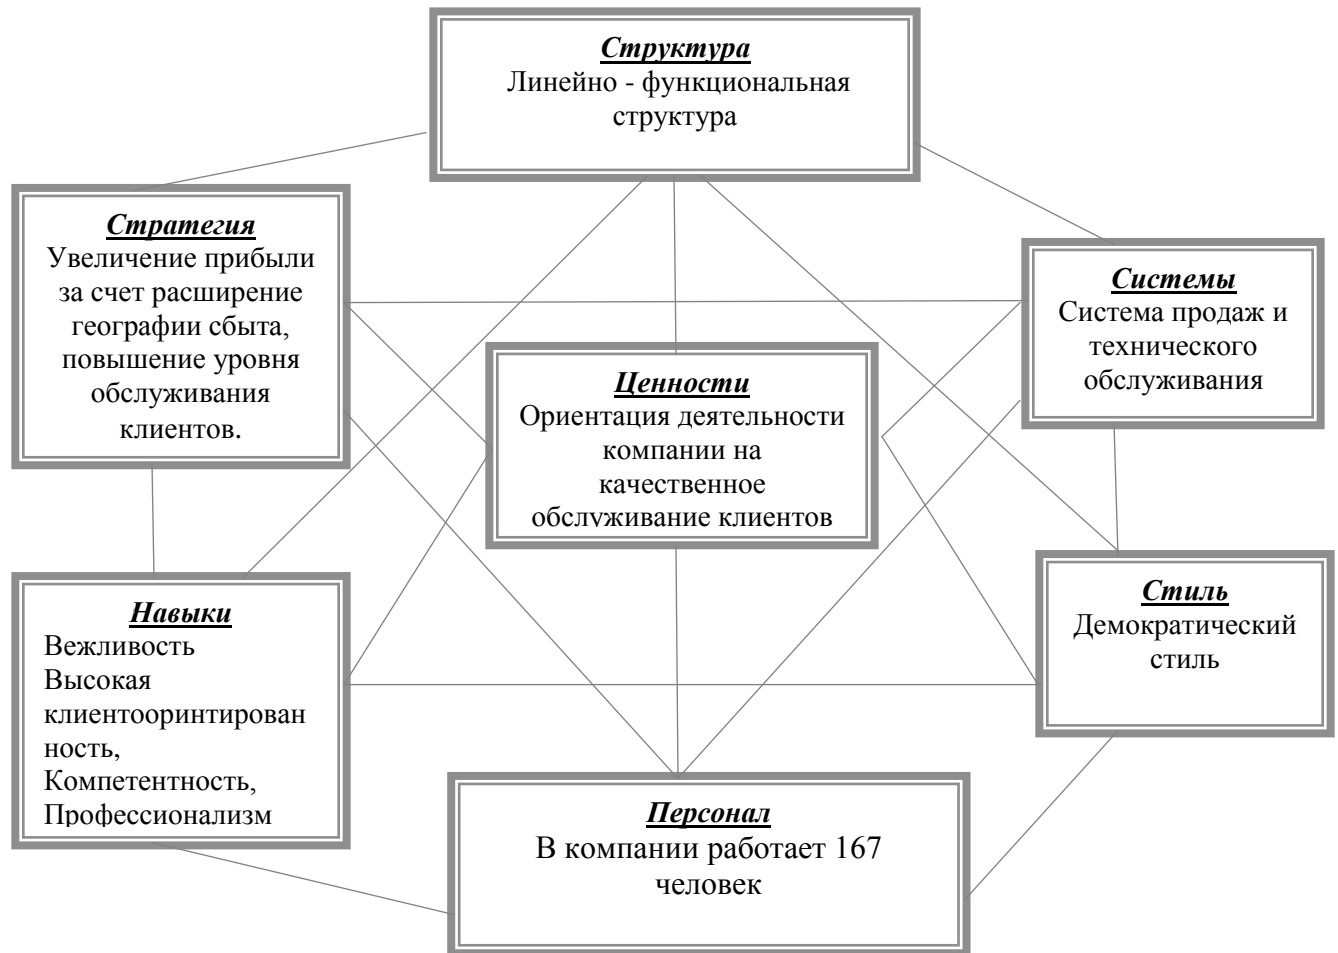 Структура
Линейно - функциональная
структура
Стратегия
Увеличение прибыли
за счет расширение
географии сбыта,
повышение уровня
обслуживания
клиентов.
Системы
Система продаж и
технического
обслуживания
Ценности
Ориентация деятельности
компании на
качественное
обслуживание клиентов
Навыки
Вежливость
Высокая
клиентооринтирован
ность,
Компетентность,
Профессионализм
Стиль
Демократический
стиль
Персонал
В компании работает 167
человек